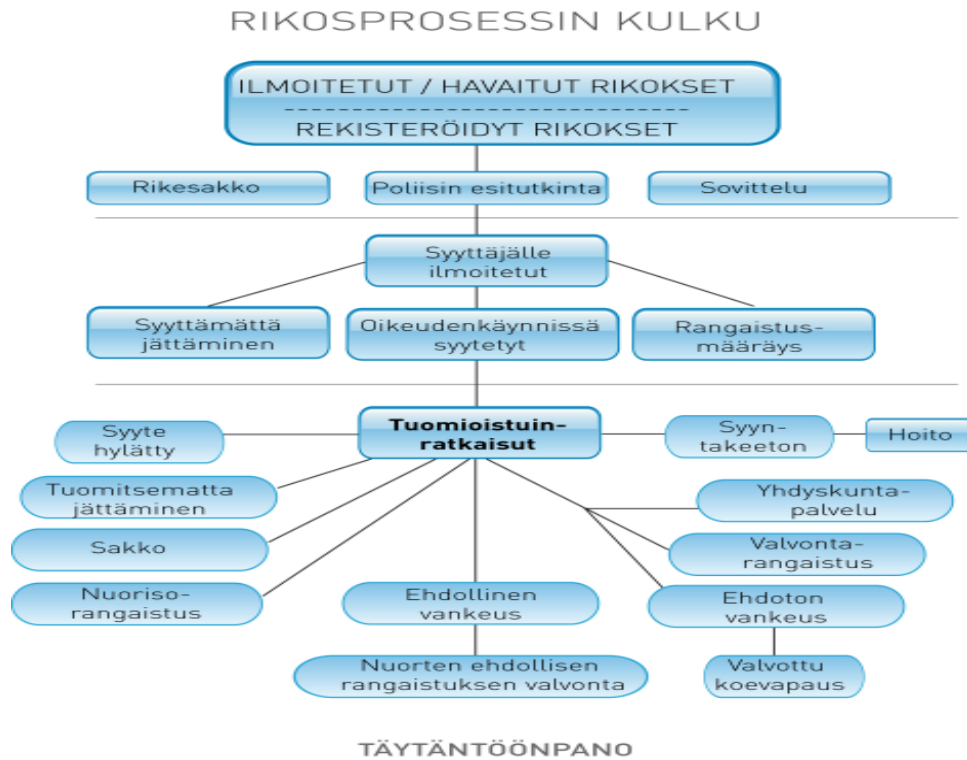 RIKOSPROSESSIN KULKU
ILMOITETUT / HAVAITUT RIKOKSET
REKISTERÖIDYT RIKOKSET
Rikesakko
Poliisin esitutkinta
Sovittelu
Syyttäjälle
ilmoitetut
Syyttämättä
jättäminen
Oikeudenkäynnissä
syytetyt
Rangaistus-
määräys
Syyte
hylätty
Tuomioistuin-
ratkaisut
Syyn-
takeeton
Hoito
Tuomitsematta
jättäminen
Yhdyskunta-
palvelu
Sakko
Valvonta-
rangaistus
Nuoriso-
rangaistus
Ehdollinen
vankeus
Ehdoton
vankeus
Nuorten ehdollisen
rangaistuksen valvonta
Valvottu
koevapaus
TÄYTÄNTÖÖNPANO